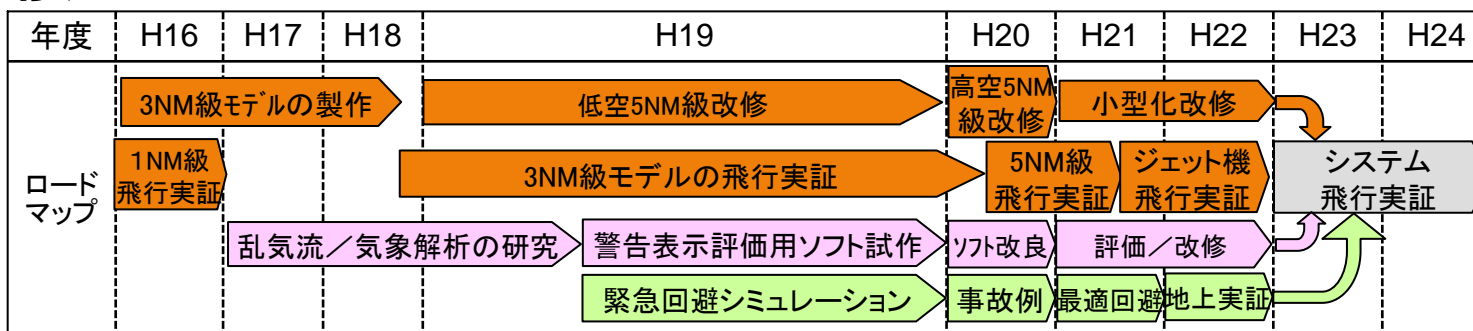 年度 H16 H17 H18 H19 H20 H21 H22 H23 H24
ロード
マップ
3NM級モデルの製作
低空5NM級改修
高空5NM
級改修
小型化改修
1NM級
飛行実証
3NM級モデルの飛行実証
5NM級
飛行実証
ジェット機
飛行実証
システム
飛行実証
乱気流/気象解析の研究
警告表示評価用ソフト試作
ソフト改良
評価/改修
緊急回避シミュレーション
事故例
最適回避
地上実証